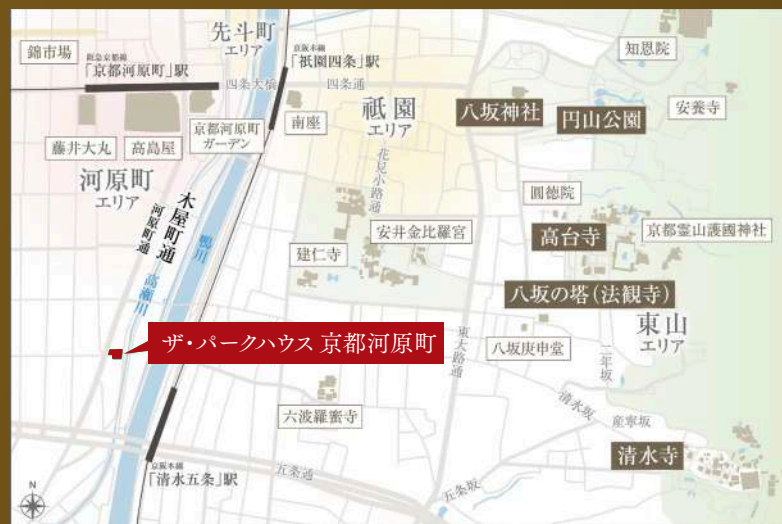 先斗町
エリア
錦市場
阪急京都線
「京都河原町」駅
京阪本線
「祇園四条」駅
四条大橋
四条通
知恩院
祇園
エリア
八坂神社
円山公園
安養寺
南座
京都河原町
ガーデン
藤井大丸
高島屋
河原町
エリア
木屋町通
河原町通
高瀬川
鴨川
花見小路通
圓徳院
安井金比羅宮
建仁寺
高台寺
京都霊山護國神社
八坂の塔(法観寺)
東山
エリア
ザ・パークハウス 京都河原町
東大路通
八坂庚申堂
二年坂
六波羅蜜寺
清水坂
産寧坂
清水寺
京阪本線
「清水五条」駅
五条通
五条坂
N